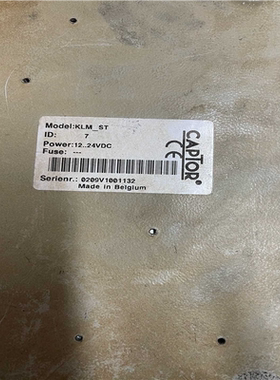 Model:KLM_ST
ID: 7
Power:12..24VDC
Fuse: ---
Serienr.: 0209V1001132
Made in Belgium
CAPTOR
CE